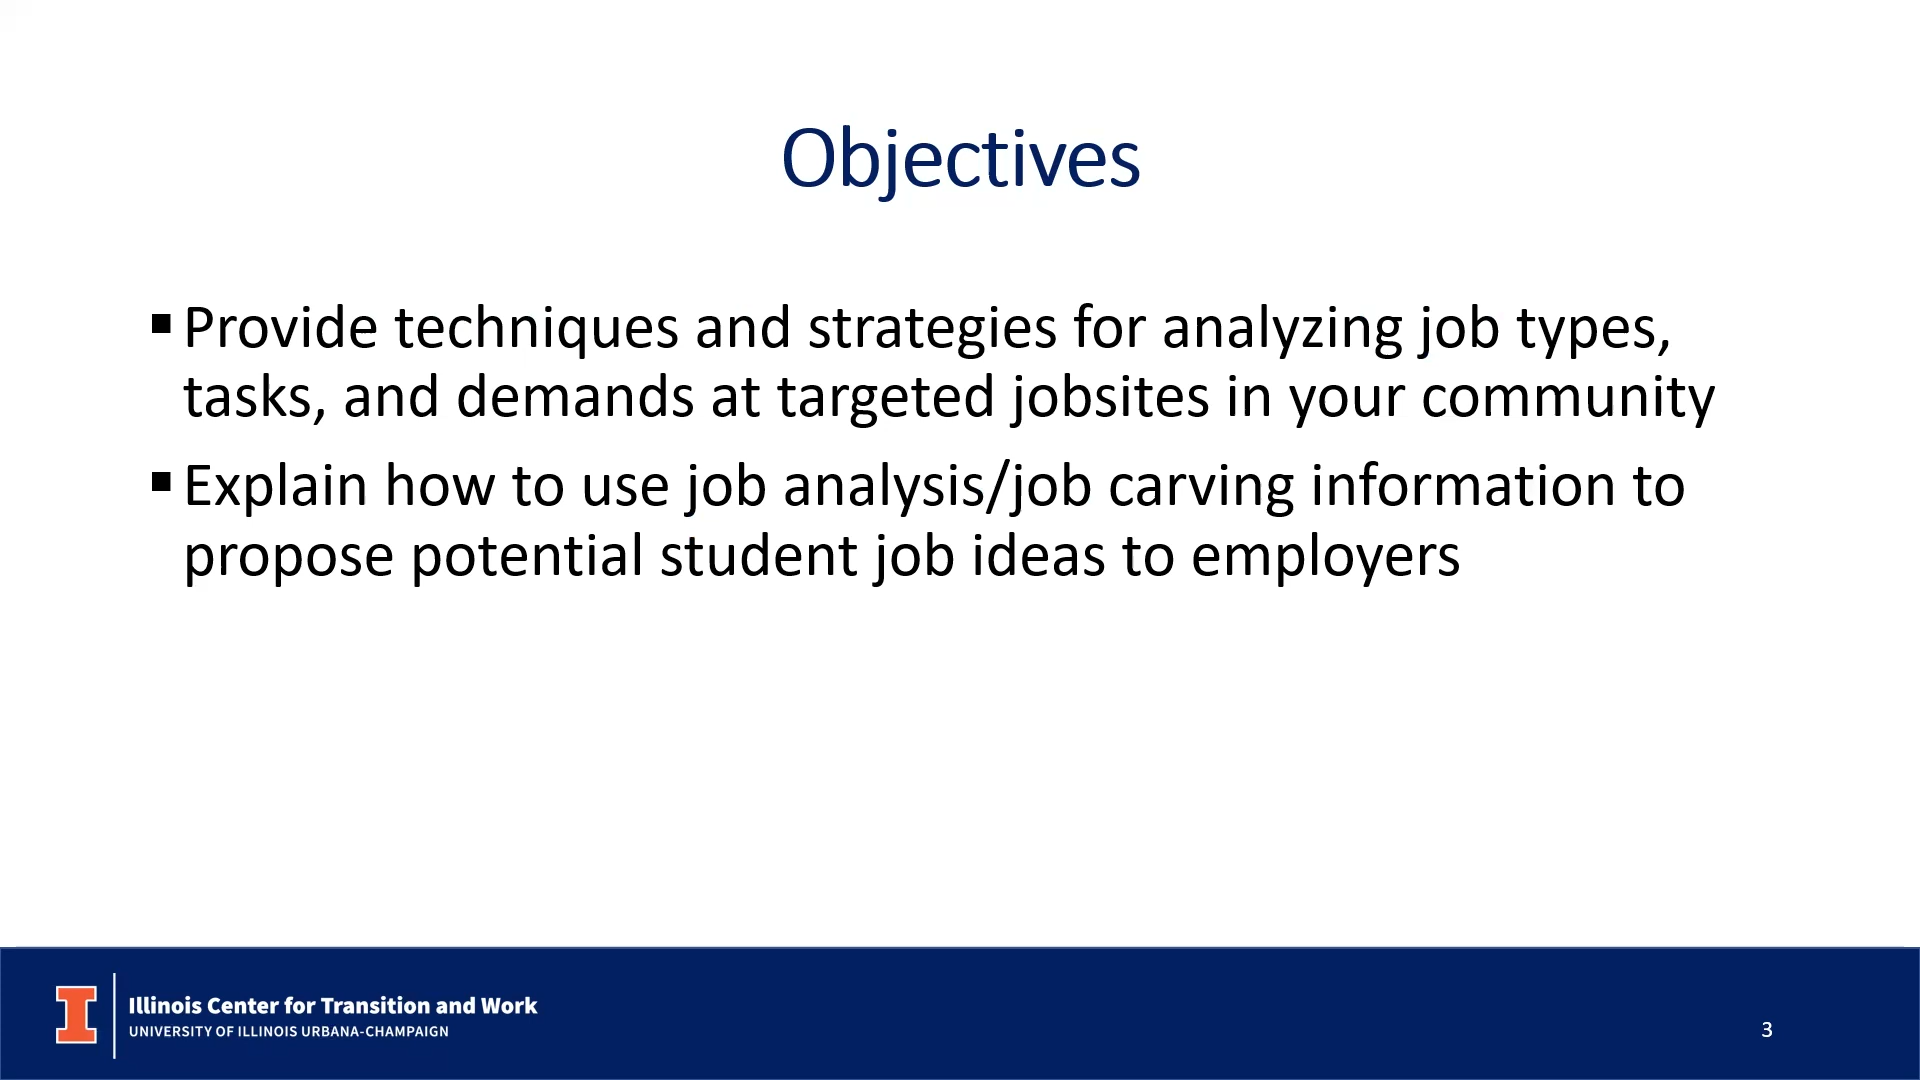 Objectives
▪ Provide techniques and strategies for analyzing job types,
tasks, and demands at targeted jobsites in your community
▪ Explain how to use job analysis/job carving information to
propose potential student job ideas to employers
I
Illinois Center for Transition and Work
UNIVERSITY OF ILLINOIS URBANA-CHAMPAIGN
3